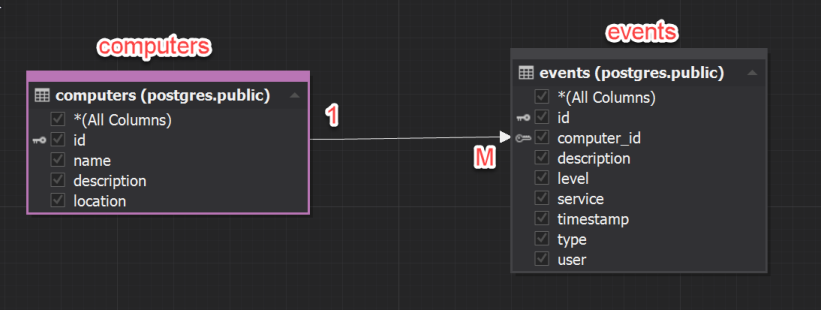 computers
events
computers (postgres.public)
*(All Columns)
id
name
description
location
1
M
events (postgres.public)
*(All Columns)
id
computer_id
description
level
service
timestamp
type
user